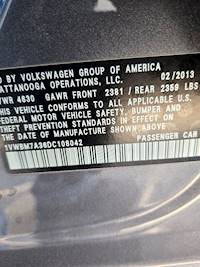 BY VOLKSWAGEN GROUP OF AMERICA
ATTANOOGA OPERATIONS, LLC. 02/2013
VWR 4630 GAWR FRONT 2381 / REAR 2359 LBS
THIS VEHICLE CONFORMS TO ALL APPLICABLE U.S.
FEDERAL MOTOR VEHICLE SAFETY, BUMPER AND
THEFT PREVENTION STANDARDS IN EFFECT ON
THE DATE OF MANUFACTURE SHOWN ABOVE.
1VWBM7A36DC108042 PASSENGER CAR